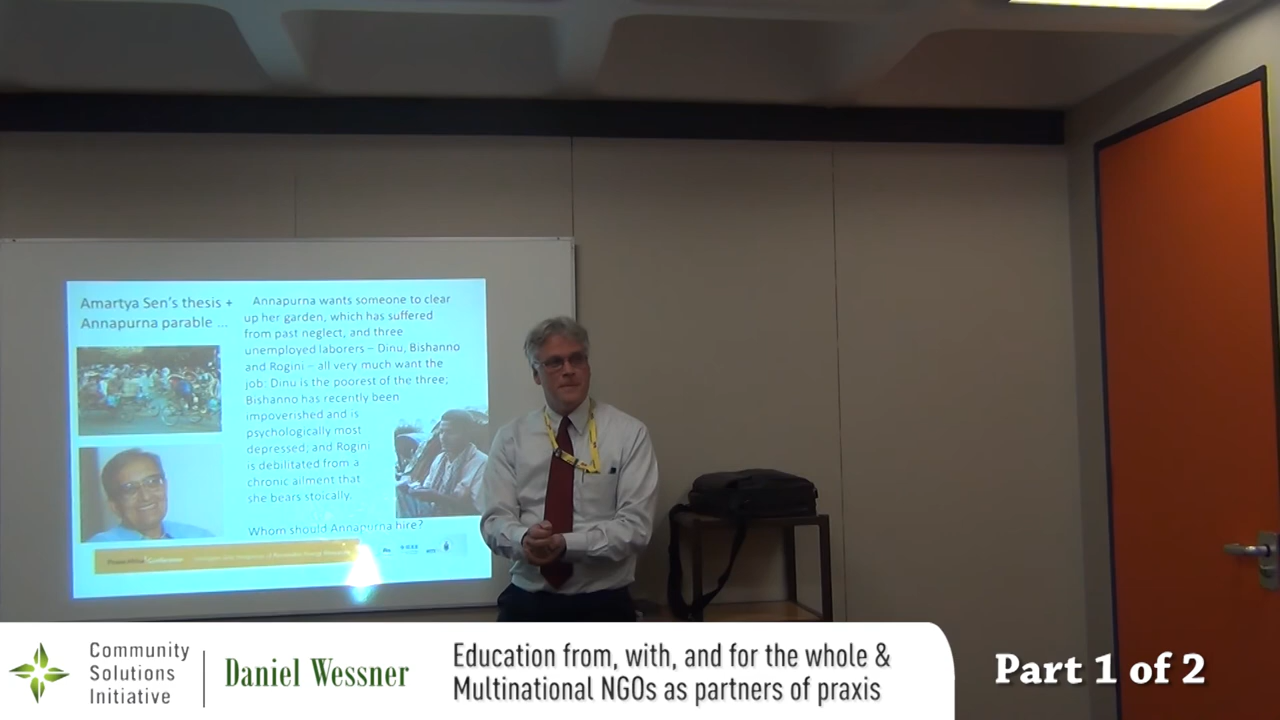 Amartya Sen's thesis +
Annapurna parable ...
Annapurna wants someone to clear
up her garden, which has suffered
from past neglect, and three
unemployed laborers – Dinu, Bishanno
and Rogini – all very much want the
job: Dinu is the poorest of the three;
Bishanno has recently been
impoverished and is
psychologically most
depressed, and Rogini
is debilitated from a
chronic ailment that
she bears stoically.
Whom should Annapurna hire?
Community
Solutions
Initiative
Daniel Wessner
Education from, with, and for the whole &
Multinational NGOs as partners of praxis
Part 1 of 2